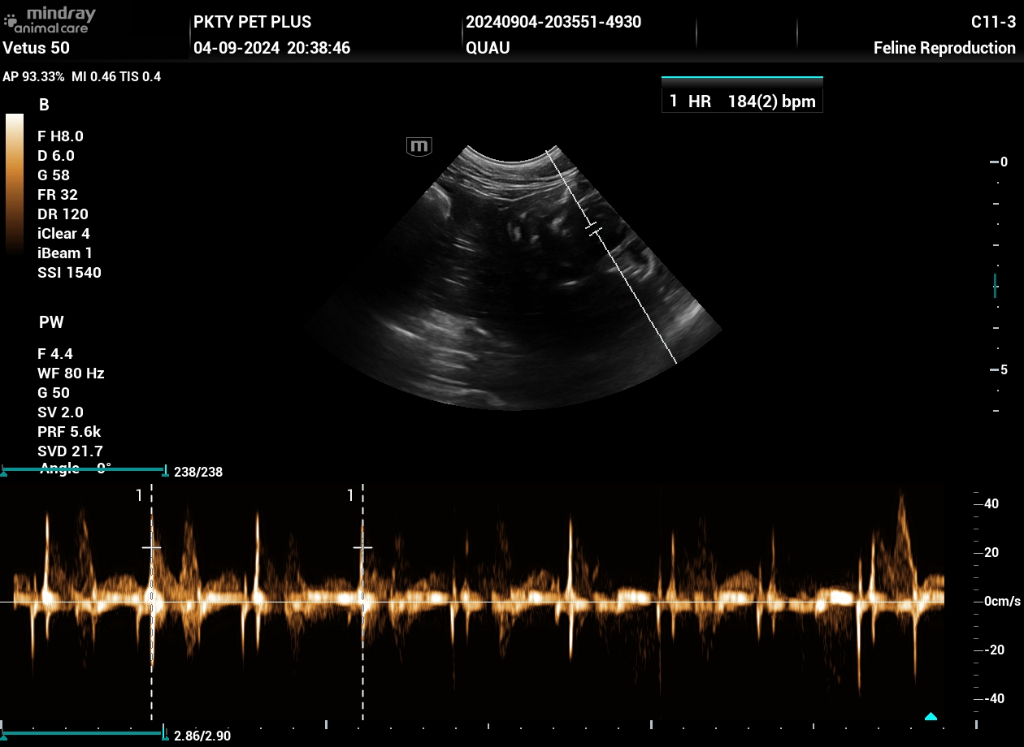 mindray
animal care
Vetus 50
PKTY PET PLUS
04-09-2024 20:38:46
20240904-203551-4930
QUAU
C11-3
Feline Reproduction
AP 93.33% MI 0.46 TIS 0.4
1 HR 184(2) bpm
B
F H8.0
D 6.0
G 58
FR 32
DR 120
iClear 4
iBeam 1
SSI 1540
PW
F 4.4
WF 80 Hz
G 50
SV 2.0
PRF 5.6k
SVD 21.7
Angle 0°
m
0
5
238/238
1
1
40
20
0cm/s
-20
-40
2.86/2.90